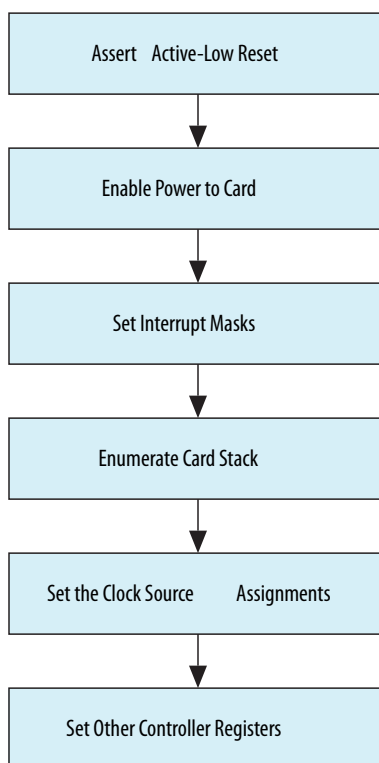 Assert Active-Low Reset
Enable Power to Card
Set Interrupt Masks
Enumerate Card Stack
Set the Clock Source Assignments
Set Other Controller Registers